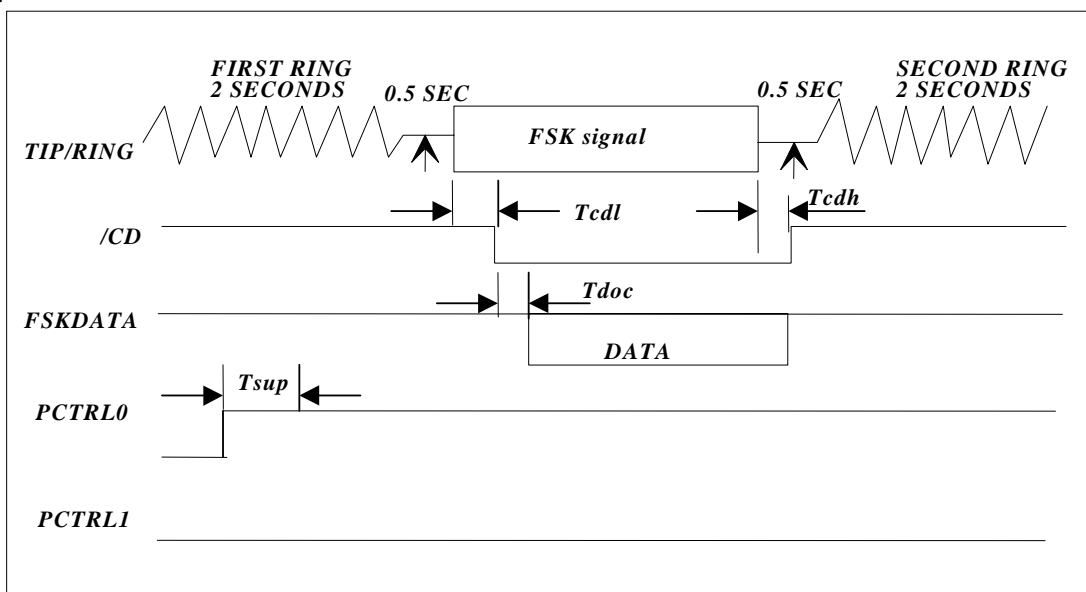 FIRST RING
2 SECONDS
0.5 SEC
0.5 SEC
SECOND RING
2 SECONDS
TIP/RING
FSK signal
Tcdl
Tcdh
/CD
Tdoc
FSKDATA
DATA
Tsup
PCTRL0
PCTRL1